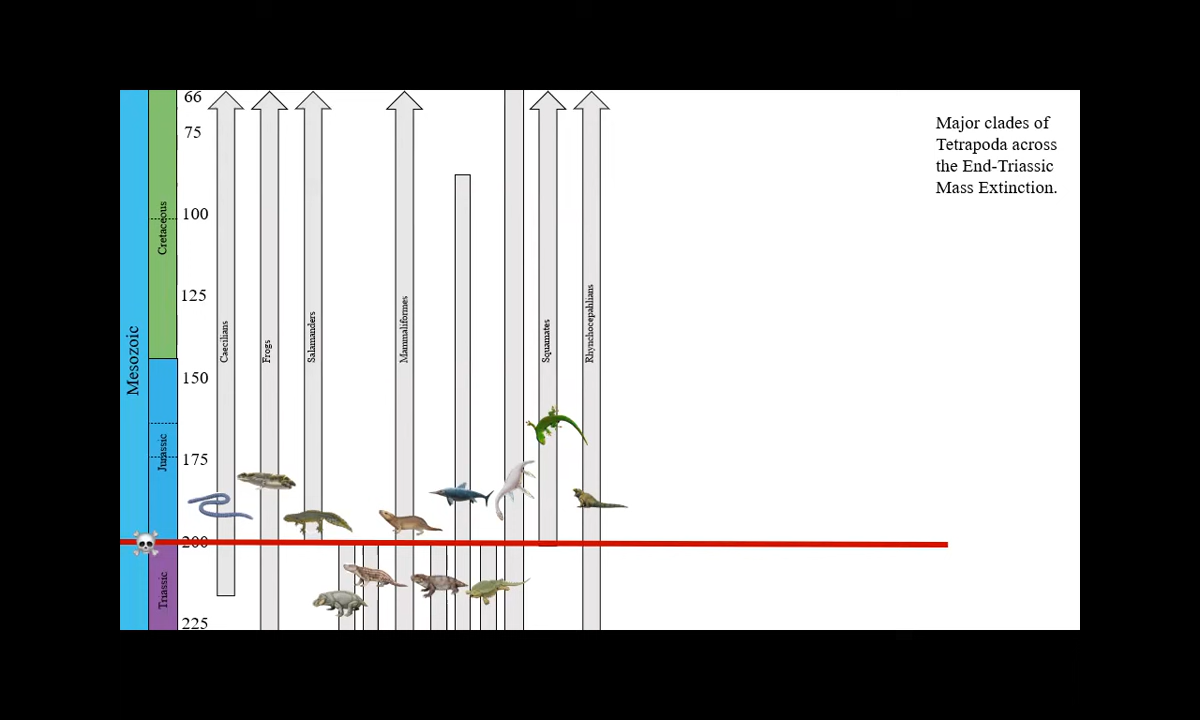 66
75
100
125
150
175
200
225
Mesozoic
Cretaceous
Jurassic
Triassic
Caecilians
Frogs
Salamanders
Mammaliformes
Squamates
Rhynchocepahlians
Major clades of
Tetrapoda across
the End-Triassic
Mass Extinction.